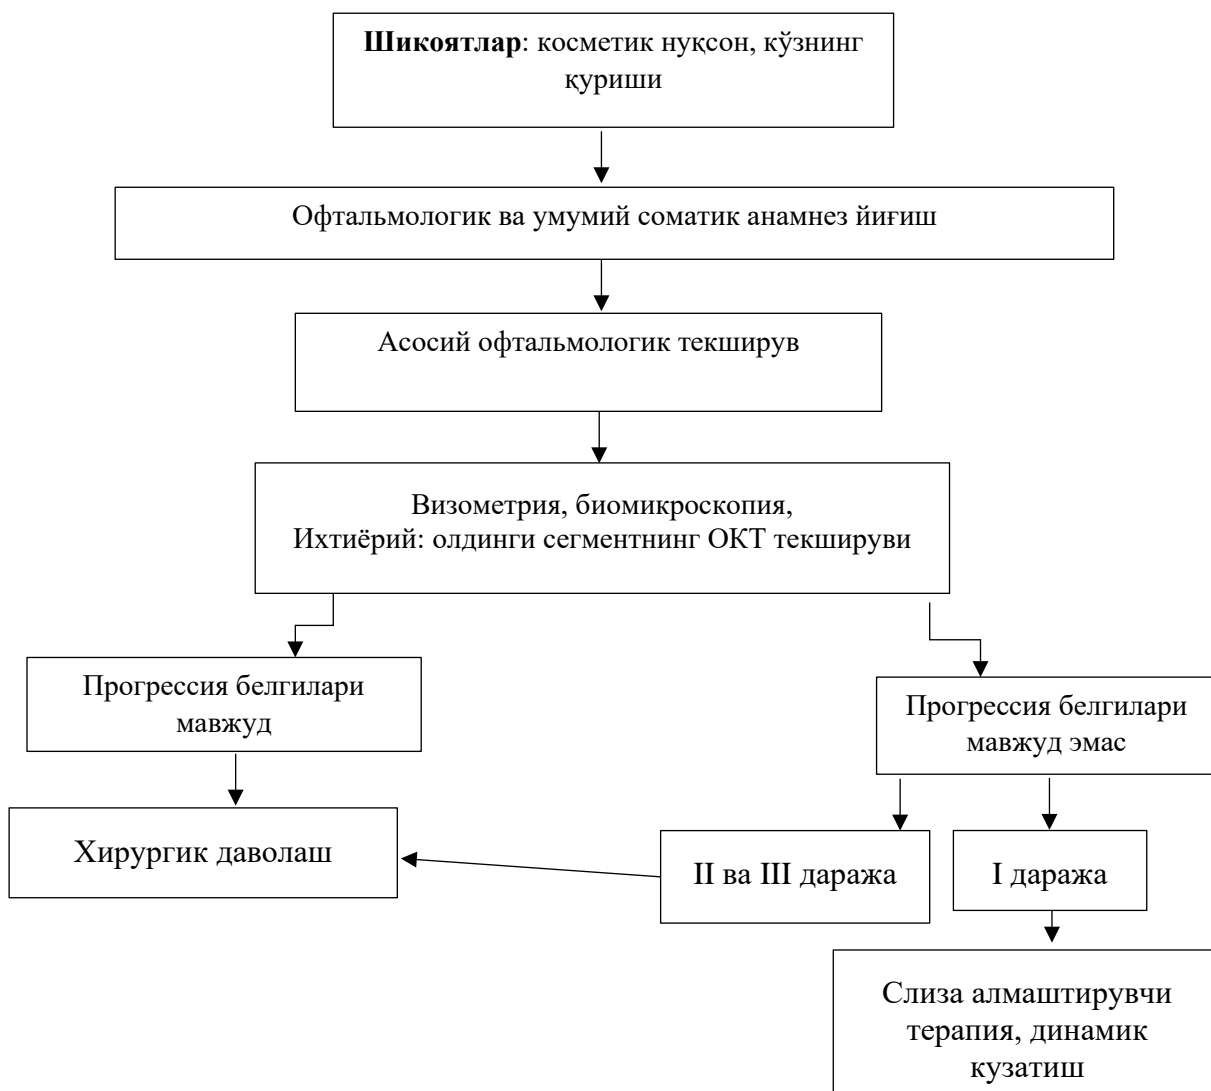 Шикоятлар: косметик нуқсон, кўзнинг
қуриши
Офтальмологик ва умумий соматик анамнез йиғиш
Асосий офтальмологик текширув
Визометрия, биомикроскопия,
Ихтиёрий: олдинги сегментнинг ОКТ текшируви
Прогрессия белгилари
мавжуд
Прогрессия белгилари
мавжуд эмас
Хирургик даволаш
II ва III даража
I даража
Слиза алмаштирувчи
терапия, динамик
кузатиш